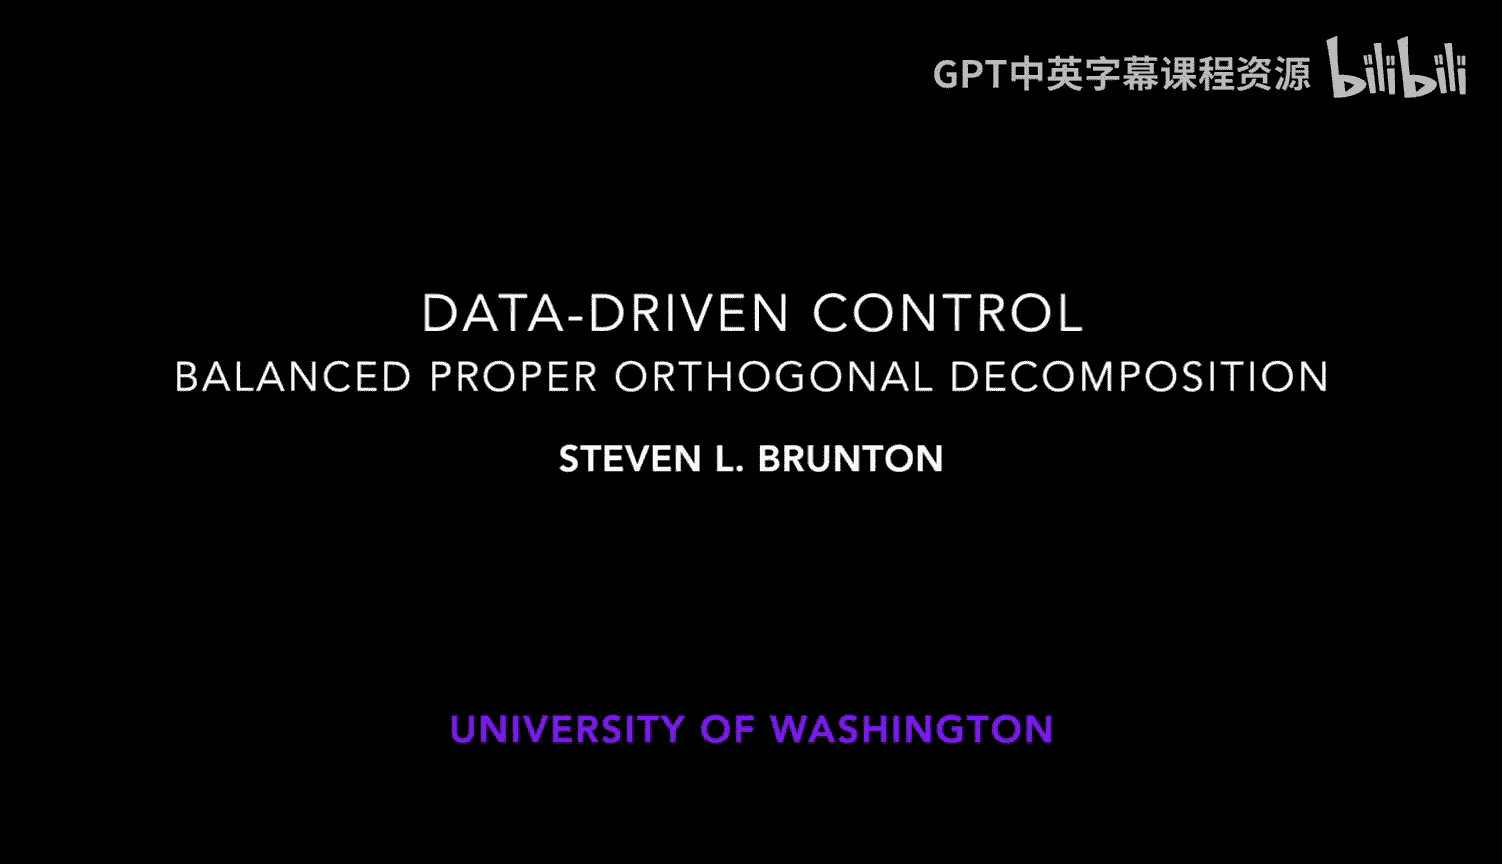 GPT中英字幕课程资源 bilibili
DATA-DRIVEN CONTROL
BALANCED PROPER ORTHOGONAL DECOMPOSITION
STEVEN L. BRUNTON
UNIVERSITY OF WASHINGTON